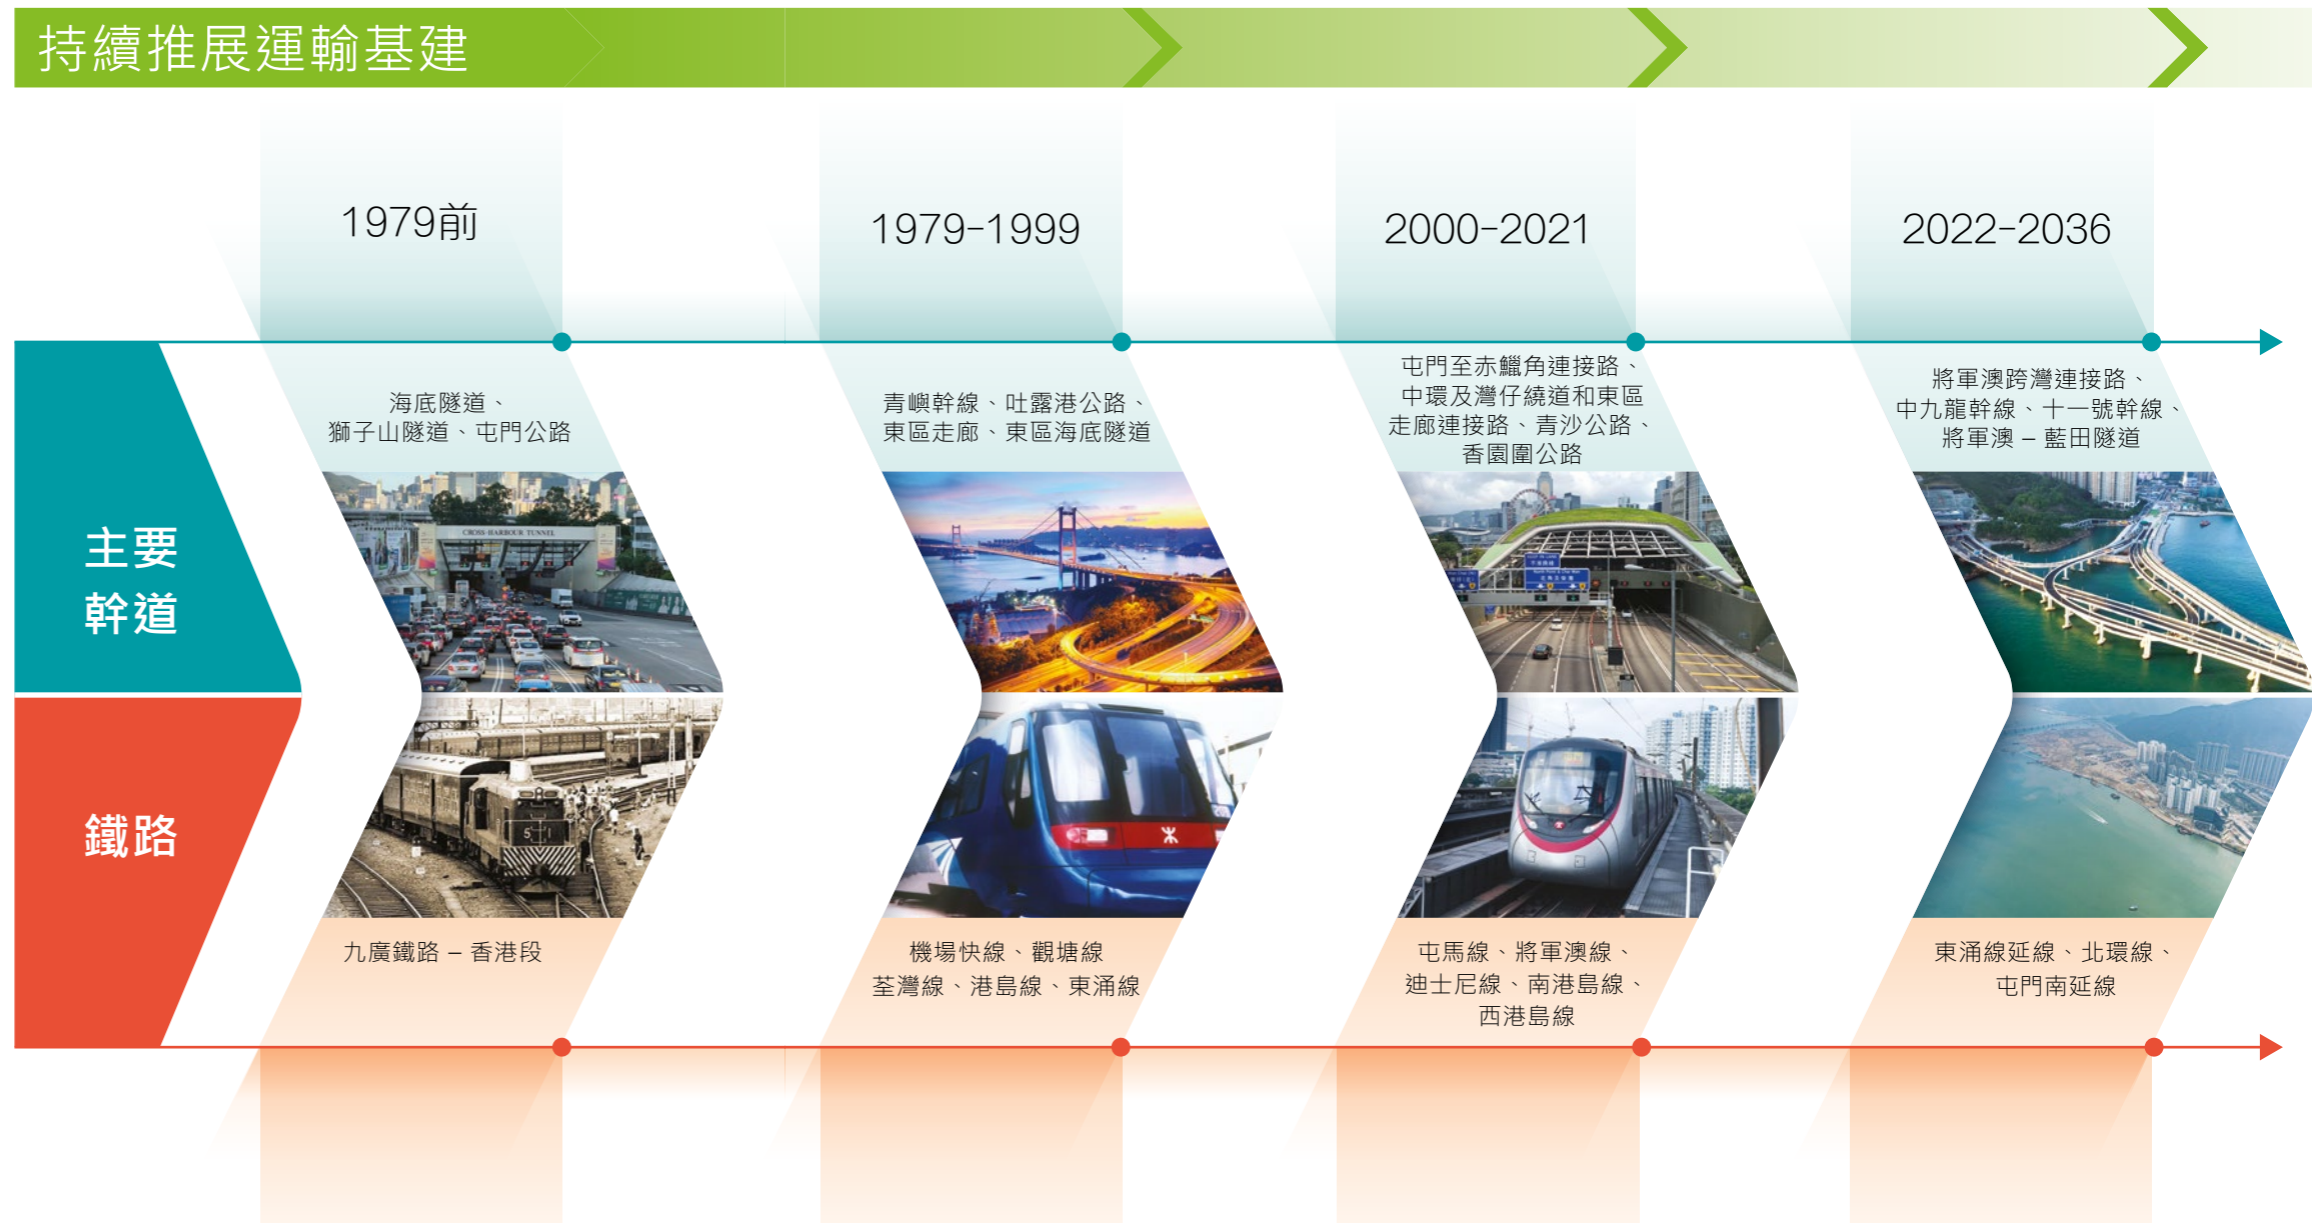 持續推展運輸基建
1979前
1979-1999
2000-2021
2022-2036
主要
幹道
海底隧道、
獅子山隧道、屯門公路
青嶼幹線、吐露港公路、
東區走廊、東區海底隧道
屯門至赤鱲角連接路、
中環及灣仔繞道和東區
走廊連接路、青沙公路、
香園圍公路
將軍澳跨灣連接路、
中九龍幹線、十一號幹線、
將軍澳 – 藍田隧道
CROSS-HARBOUR TUNNEL
鐵路
51
九廣鐵路 – 香港段
機場快線、觀塘線
荃灣線、港島線、東涌線
屯馬線、將軍澳線、
迪士尼線、南港島線、
西港島線
東涌線延線、北環線、
屯門南延線